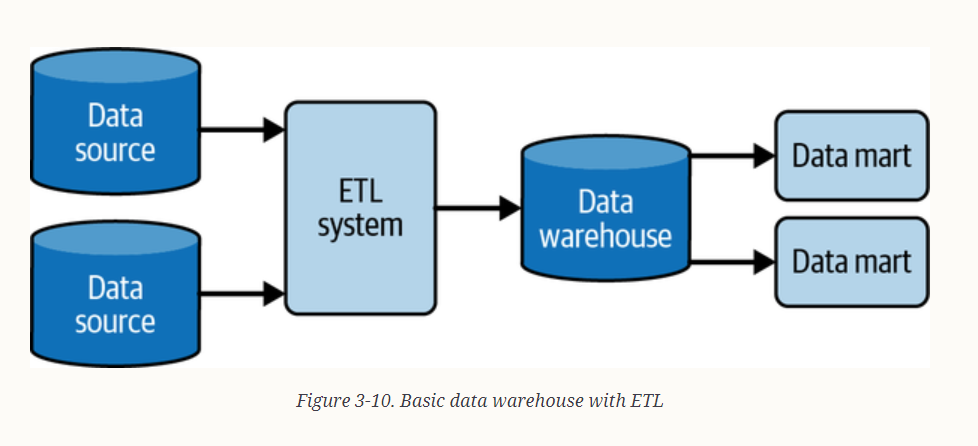 Data
source
Data
source
ETL
system
Data
warehouse
Data mart
Data mart
Figure 3-10. Basic data warehouse with ETL